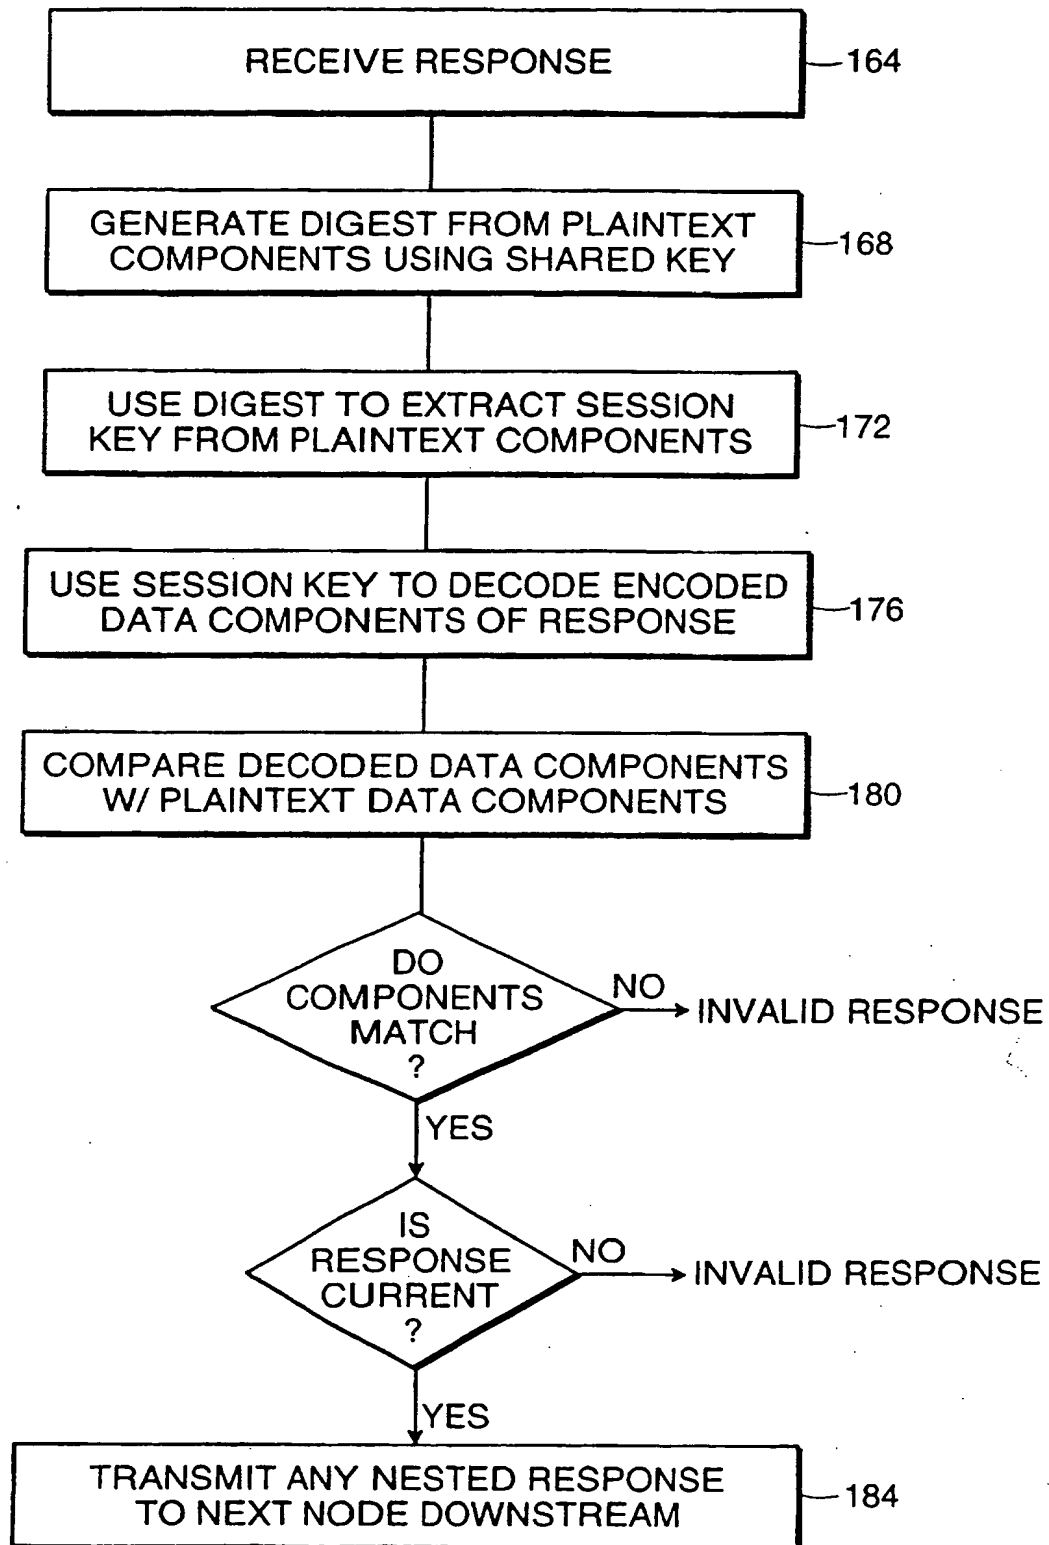 RECEIVE RESPONSE
164
GENERATE DIGEST FROM PLAINTEXT
COMPONENTS USING SHARED KEY
168
USE DIGEST TO EXTRACT SESSION
KEY FROM PLAINTEXT COMPONENTS
172
USE SESSION KEY TO DECODE ENCODED
DATA COMPONENTS OF RESPONSE
176
COMPARE DECODED DATA COMPONENTS
W/ PLAINTEXT DATA COMPONENTS
180
DO
COMPONENTS
MATCH
?
NO
INVALID RESPONSE
YES
IS
RESPONSE
CURRENT
?
NO
INVALID RESPONSE
YES
TRANSMIT ANY NESTED RESPONSE
TO NEXT NODE DOWNSTREAM
184